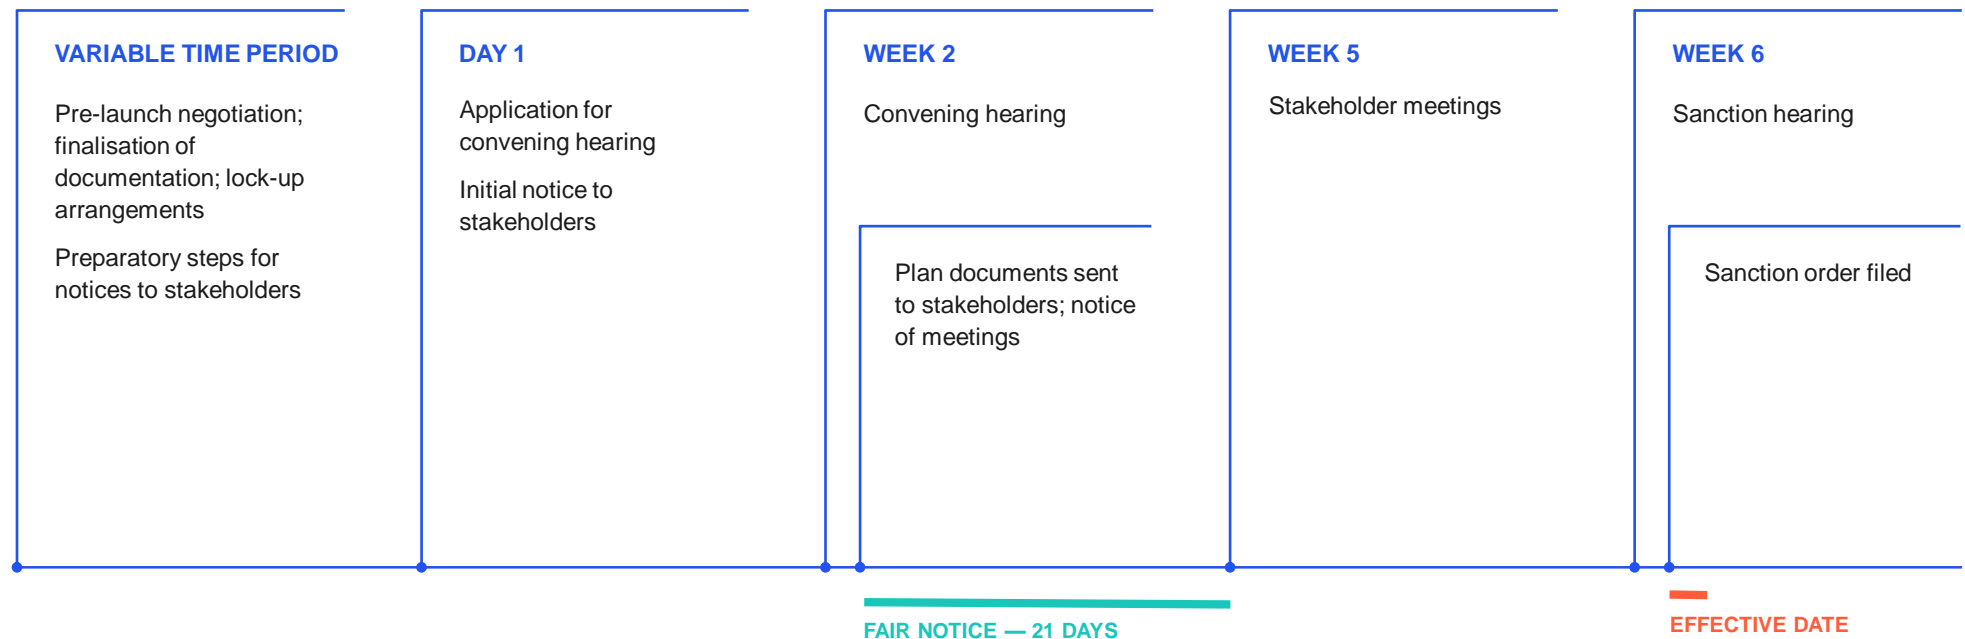 VARIABLE TIME PERIOD
Pre-launch negotiation;
finalisation of
documentation; lock-up
arrangements
Preparatory steps for
notices to stakeholders
DAY 1
Application for
convening hearing
Initial notice to
stakeholders
WEEK 2
Convening hearing
Plan documents sent
to stakeholders; notice
of meetings
WEEK 5
Stakeholder meetings
WEEK 6
Sanction hearing
Sanction order filed
FAIR NOTICE — 21 DAYS
EFFECTIVE DATE